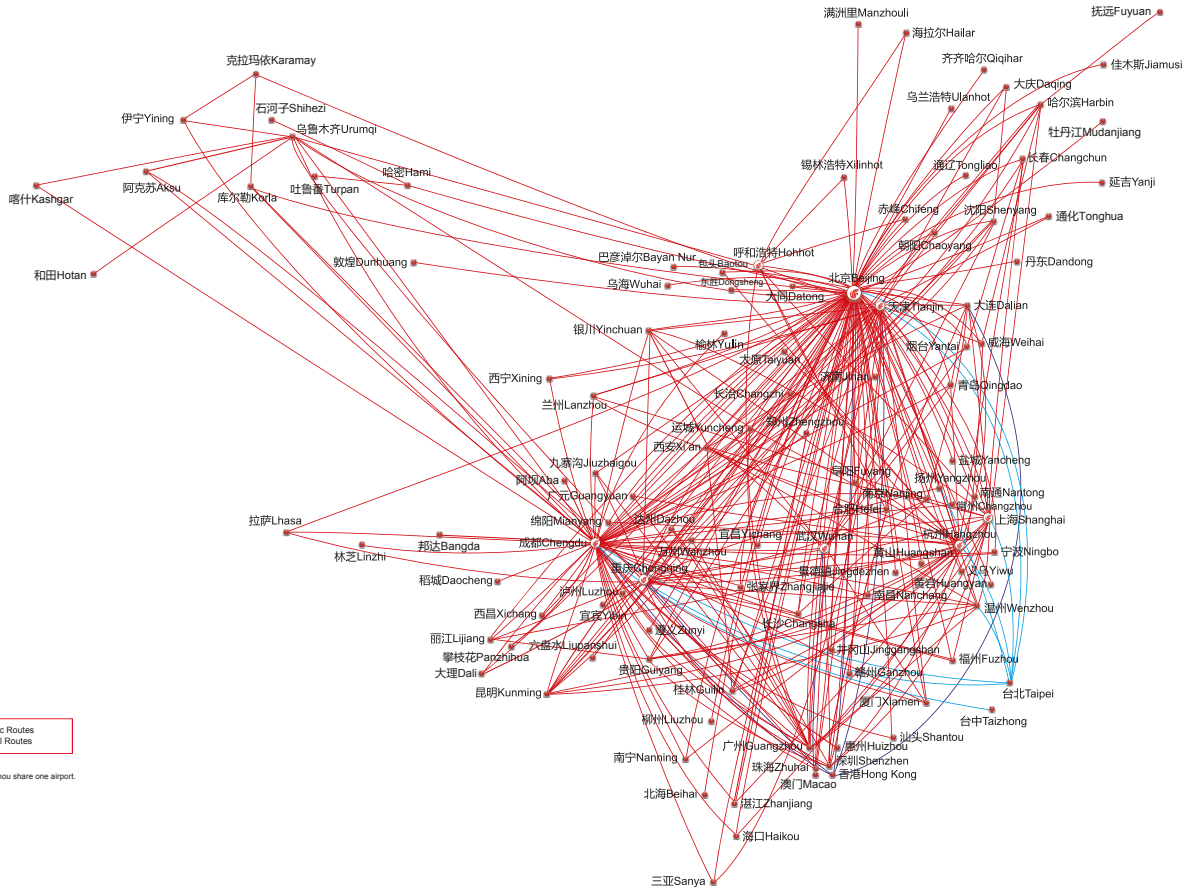 满洲里Manzhouli
抚远Fuyuan
海拉尔Hailar
克拉玛依Karamay
齐齐哈尔Qiqihar
佳木斯Jiamusi
大庆Daqing
乌兰浩特Ulanhot
哈尔滨Harbin
石河子Shihezi
伊宁Yining
乌鲁木齐Urumqi
牡丹江Mudanjiang
长春Changchun
锡林浩特Xilinhot
通辽Tongliao
哈密Hami
延吉Yanji
阿克苏Aksu
吐鲁番Turpan
喀什Kashgar
库尔勒Korla
赤峰Chifeng
沈阳Shenyang
通化Tonghua
朝阳Chaoyang
呼和浩特Hohhot
巴彦淖尔Bayan Nur
包头Baotou
敦煌Dunhuang
丹东Dandong
和田Hotan
北京Beijing
乌海Wuhai
东胜Dongsheng
大同Datong
天津Tianjin
大连Dalian
银川Yinchuan
榆林Yulin
烟台Yantai
威海Weihai
太原Taiyuan
西宁Xining
济南Jinan
青岛Qingdao
长治Changzhi
兰州Lanzhou
运城Yuncheng
郑州Zhengzhou
西安Xi'an
九寨沟Jiuzhaigou
盐城Yancheng
阜阳Fuyang
阿坝Aba
扬州Yangzhou
广元Guangyuan
南京Nanjing
南通Nantong
常州Changzhou
合肥Hefei
拉萨Lhasa
绵阳Mianyang
达州Dazhou
上海Shanghai
宜昌Yichang
武汉Wuhan
杭州Hangzhou
林芝Linzhi
邦达Bangda
成都Chengdu
万州Wanzhou
黄山Huangshan
宁波Ningbo
重庆Chongqing
景德镇Jingdezhen
义乌Yiwu
稻城Daocheng
泸州Luzhou
张家界Zhangjiajie
黄岩Huangyan
南昌Nanchang
西昌Xichang
宜宾Yibin
温州Wenzhou
长沙Changsha
遵义Zunyi
丽江Lijiang
六盘水Liupanshui
井冈山Jinggangshan
攀枝花Panzhihua
福州Fuzhou
大理Dali
贵阳Guiyang
赣州Ganzhou
昆明Kunming
桂林Guilin
台北Taipei
厦门Xiamen
柳州Liuzhou
台中Taizhong
c Routes
l Routes
汕头Shantou
广州Guangzhou
惠州Huizhou
南宁Nanning
深圳Shenzhen
珠海Zhuhai
香港Hong Kong
ou share one airport.
澳门Macao
北海Beihai
湛江Zhanjiang
海口Haikou
三亚Sanya